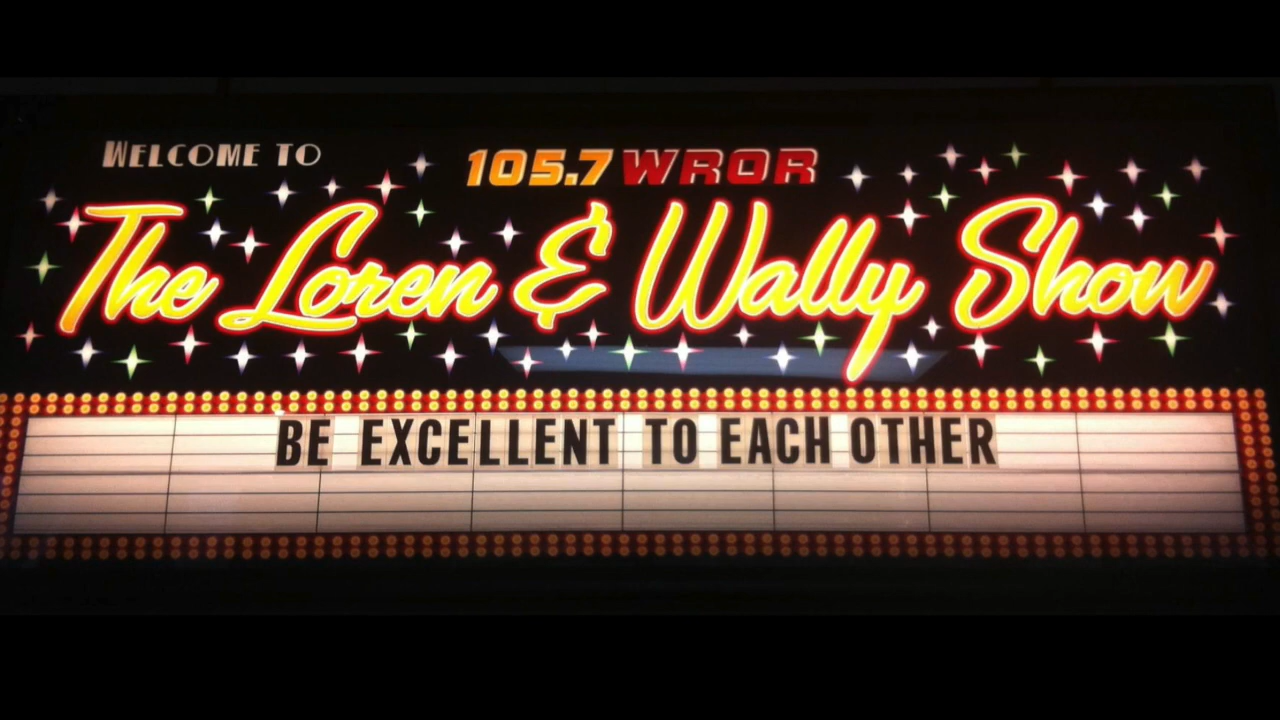 WELCOME TO
105.7 WROR
The Loren & Wally Show
BE EXCELLENT TO EACH OTHER